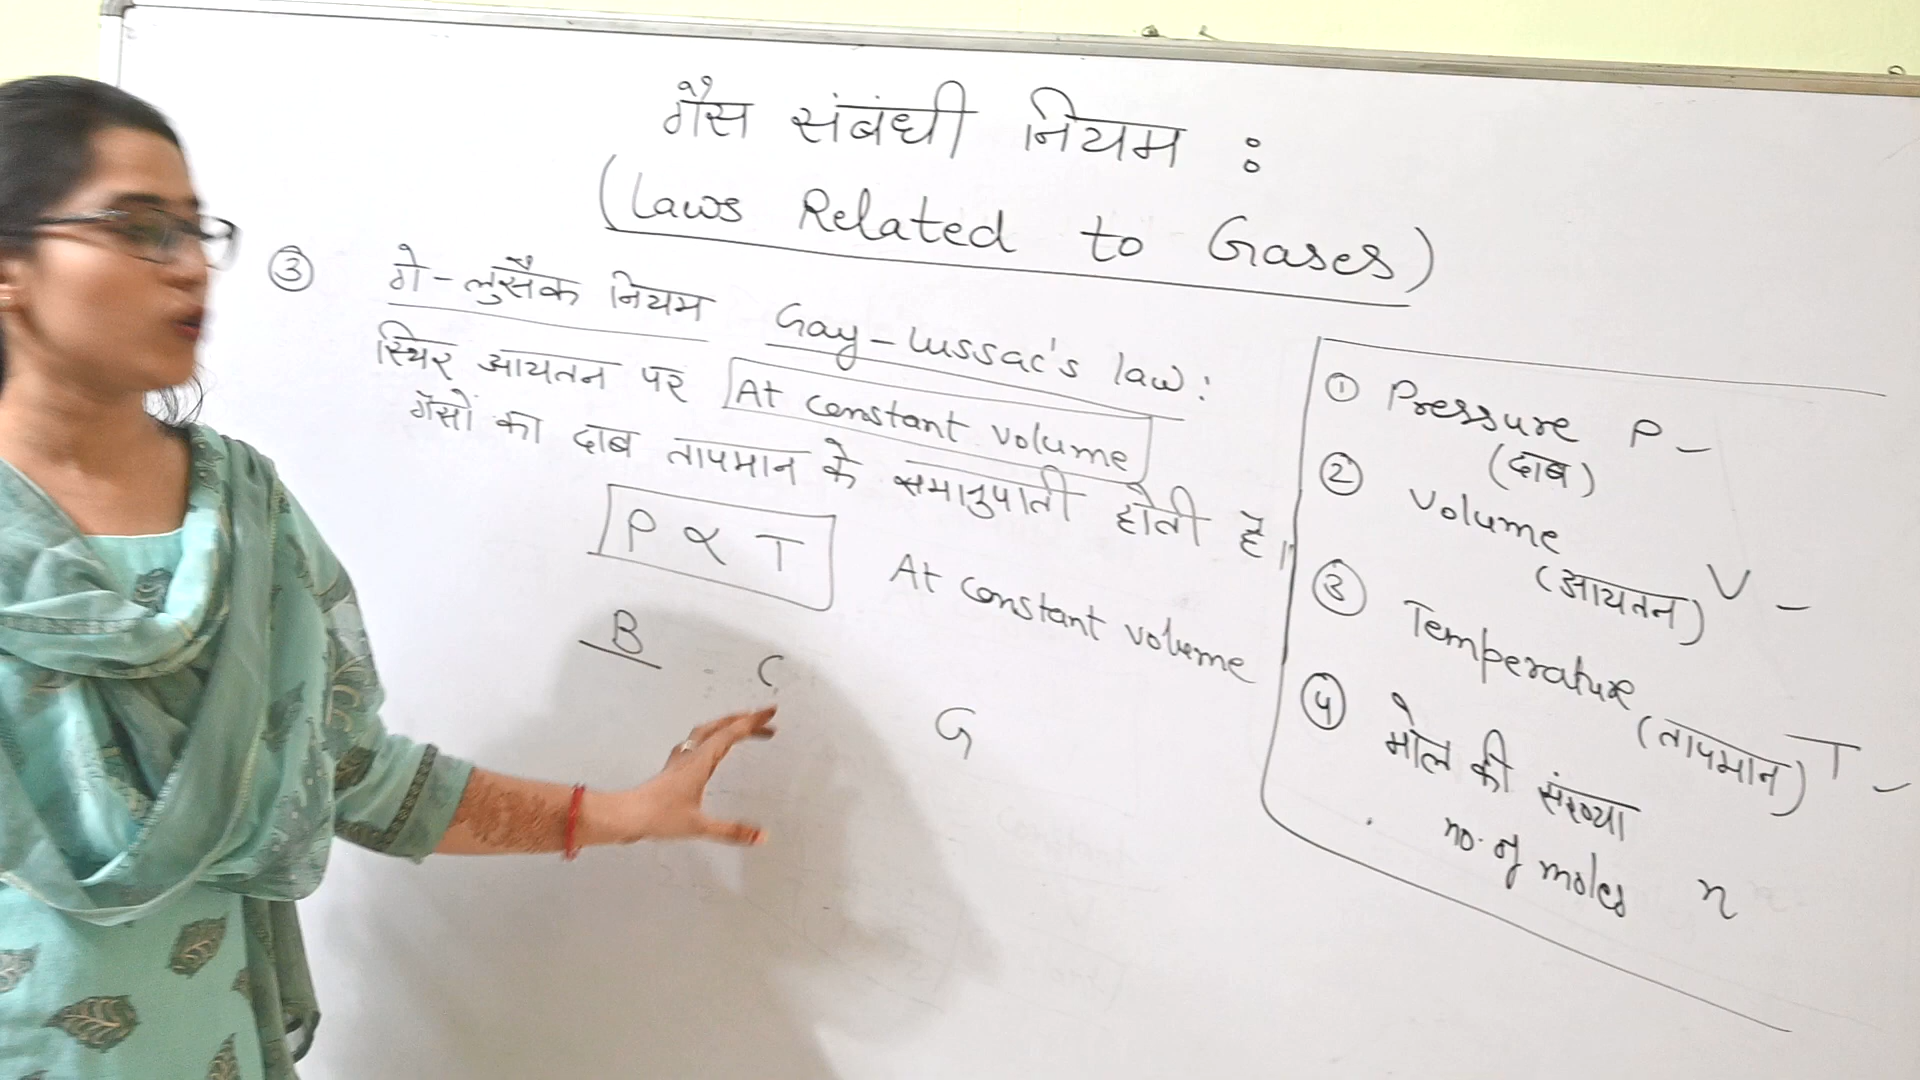 गैस संबंधी नियम :
(Laws Related to Gases)
③ गे-लुसैक नियम Gay-Lussac's law:
स्थिर आयतन पर At constant volume
गैसों का दाब तापमान के समानुपाती होती है।
P ∝ T At constant volume
B C G
① Pressure P -
(दाब)
② Volume V -
(आयतन)
③ Temperature T -
(तापमान)
④ मोल की संख्या
no. of moles n